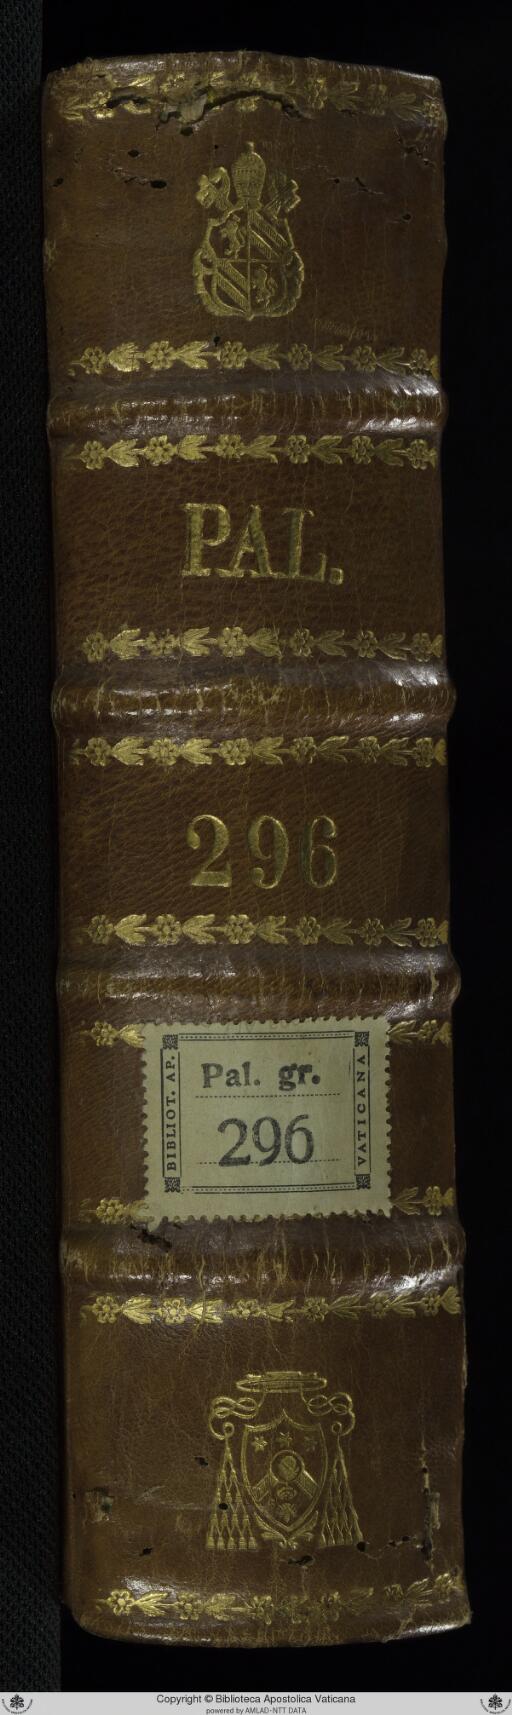 PAL.
296
BIBLIOT. AP.
Pal. gr.
296
VATICANA
Copyright © Biblioteca Apostolica Vaticana
powered by AMLAD-NTT DATA